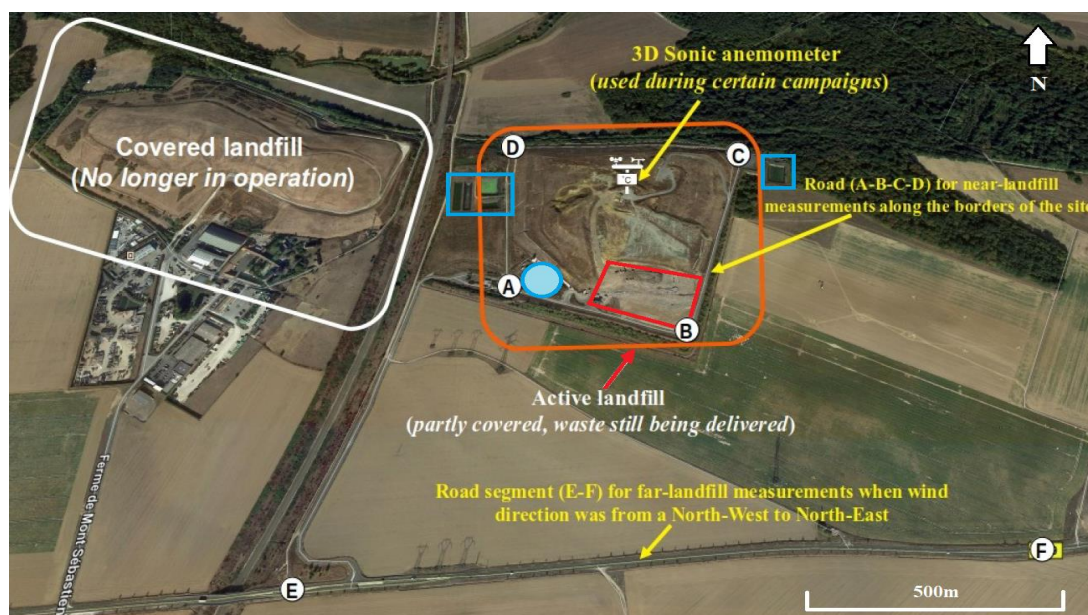 3D Sonic anemometer
(used during certain campaigns)
N
Covered landfill
(No longer in operation)
D
C
°C
Road (A-B-C-D) for near-landfill
measurements along the borders of the site
A
B
Active landfill
(partly covered, waste still being delivered)
Ferme de Mont-Sébastien
Road segment (E-F) for far-landfill measurements when wind
direction was from a North-West to North-East
F
E
500m